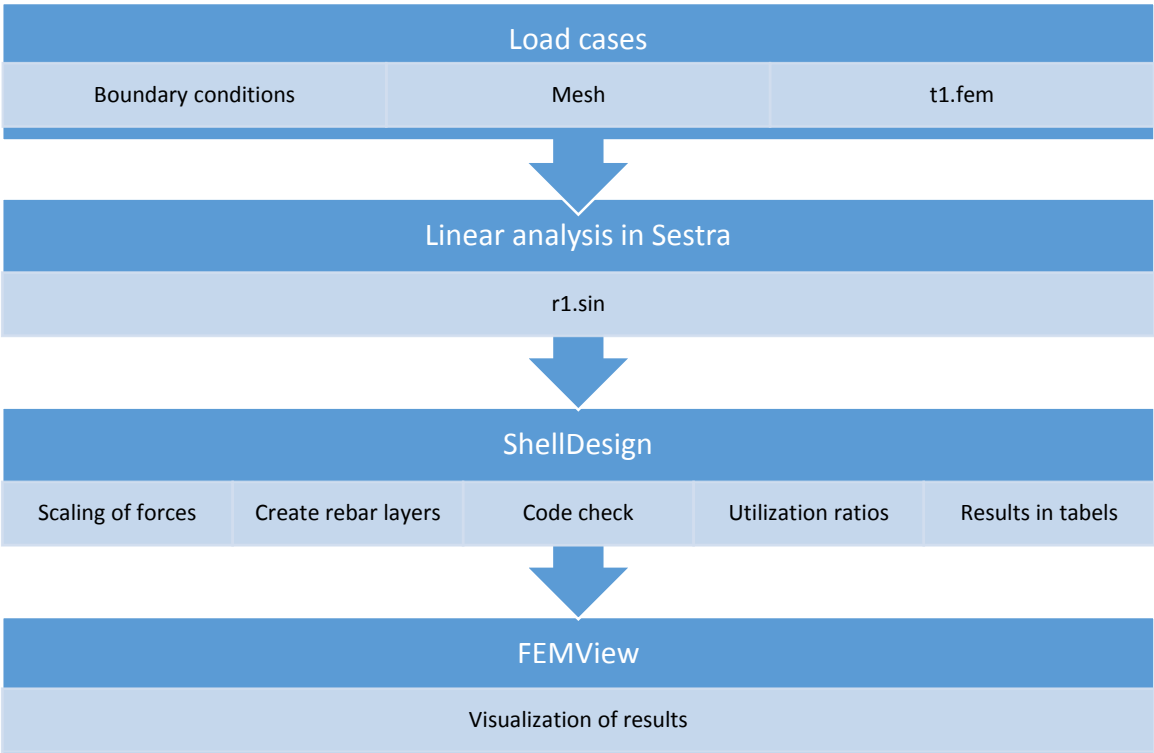 Load cases
Boundary conditions
Mesh
t1.fem
Linear analysis in Sestra
r1.sin
ShellDesign
Scaling of forces
Create rebar layers
Code check
Utilization ratios
Results in tabels
FEMView
Visualization of results